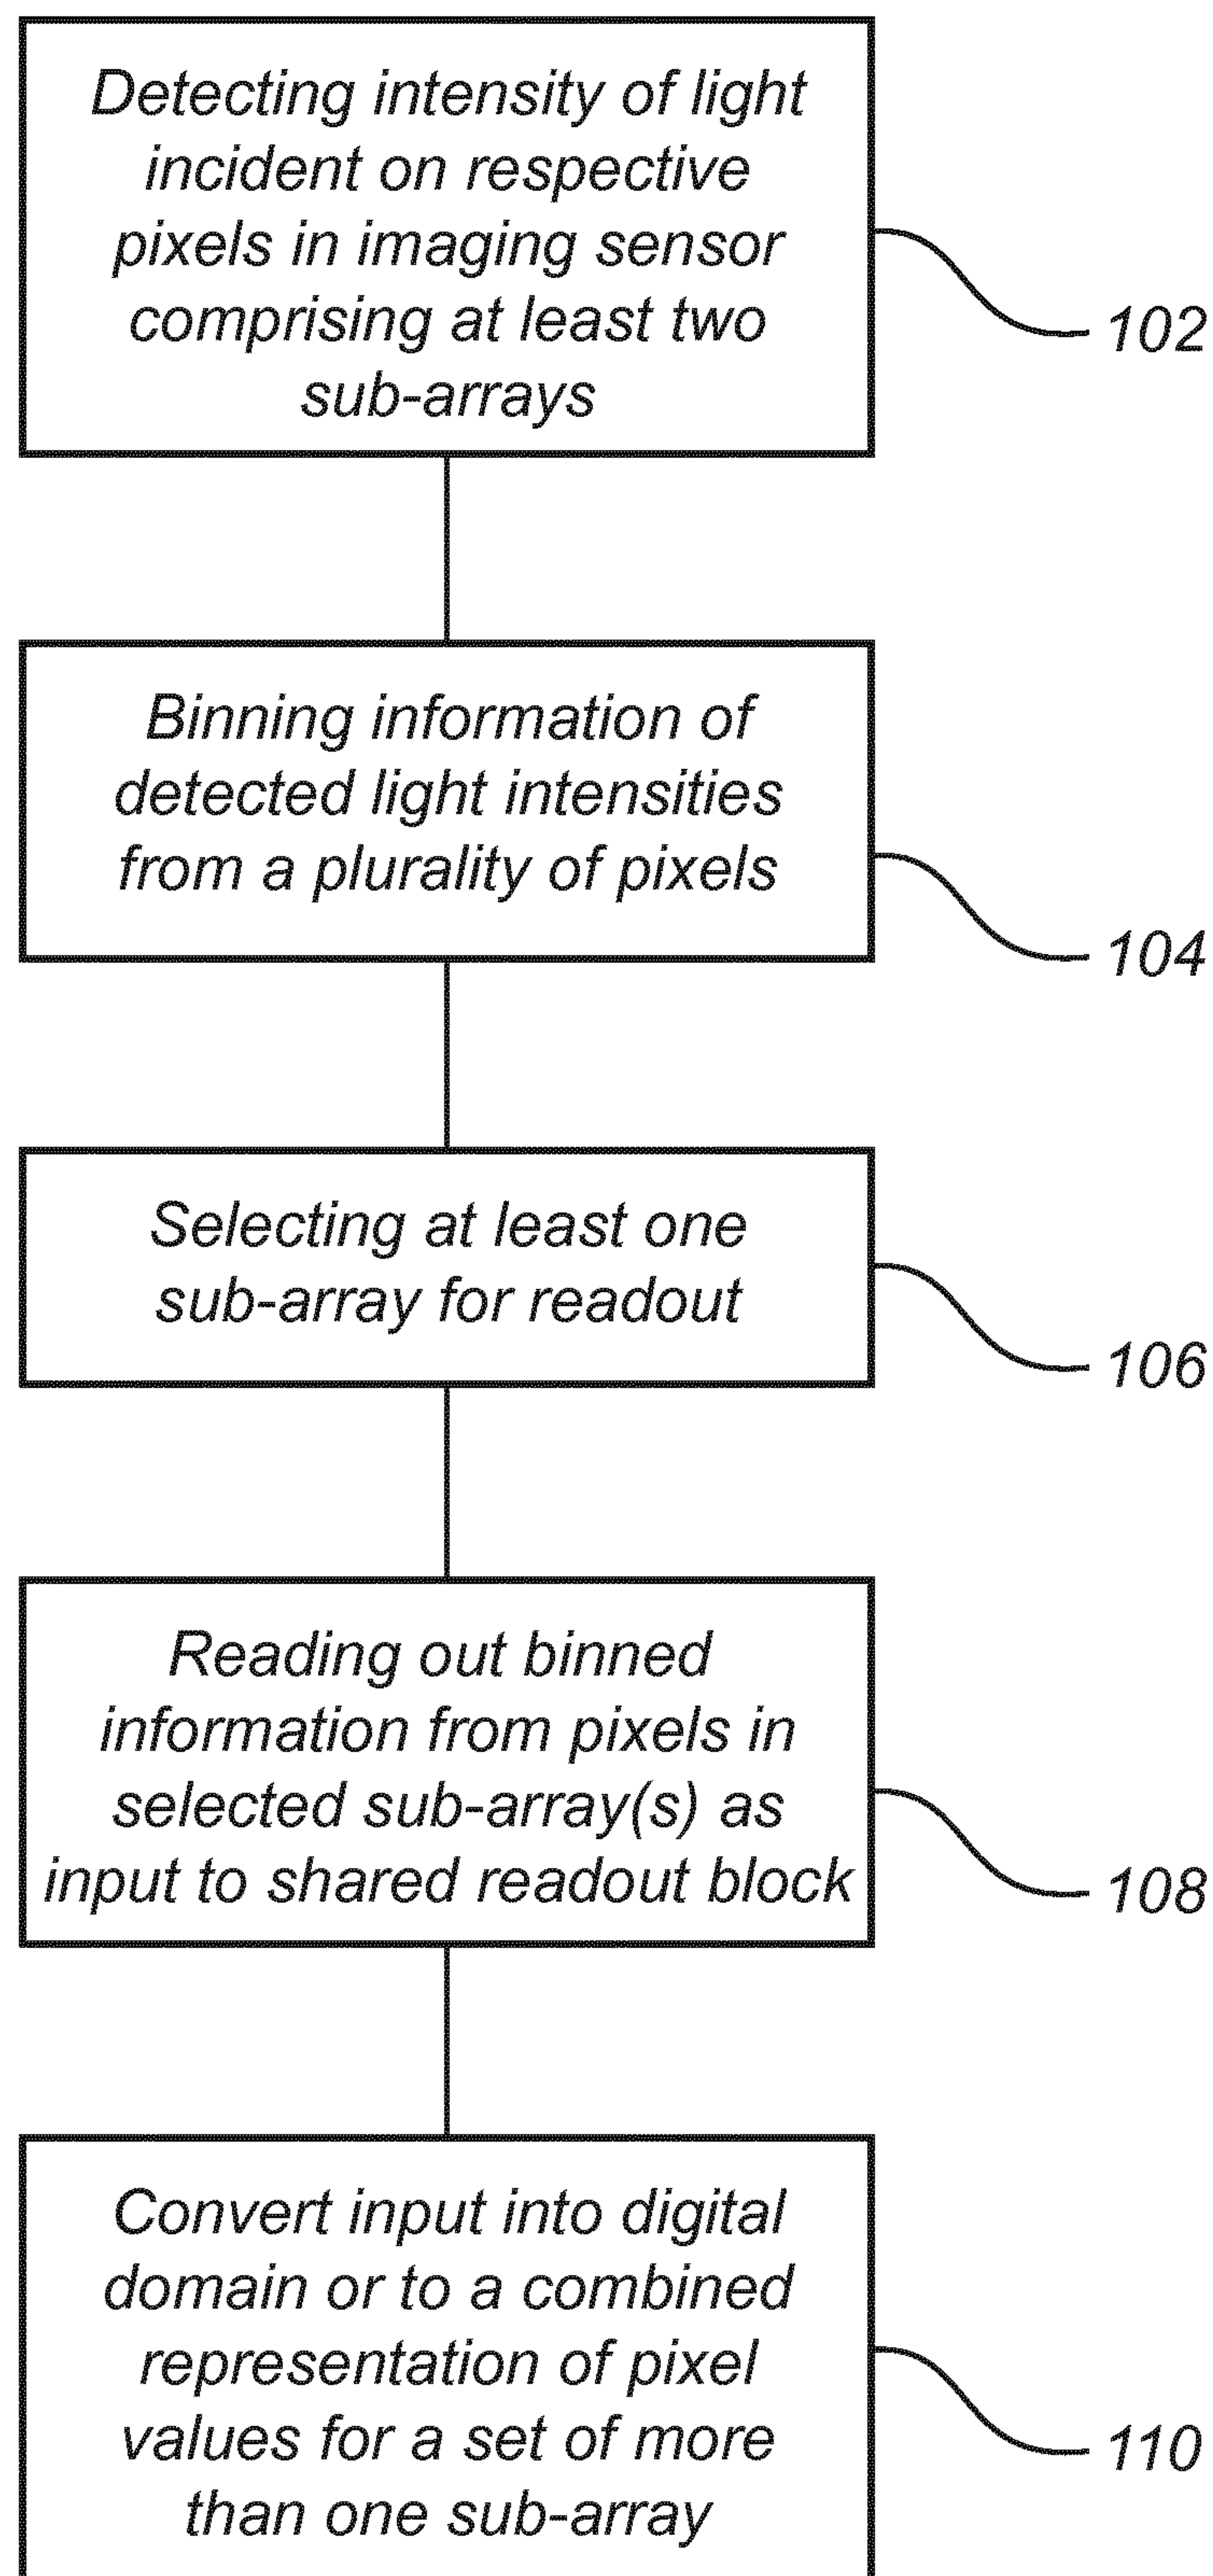 Detecting intensity of light
incident on respective
pixels in imaging sensor
comprising at least two
sub-arrays
102
Binning information of
detected light intensities
from a plurality of pixels
104
Selecting at least one
sub-array for readout
106
Reading out binned
information from pixels in
selected sub-array(s) as
input to shared readout block
108
Convert input into digital
domain or to a combined
representation of pixel
values for a set of more
than one sub-array
110